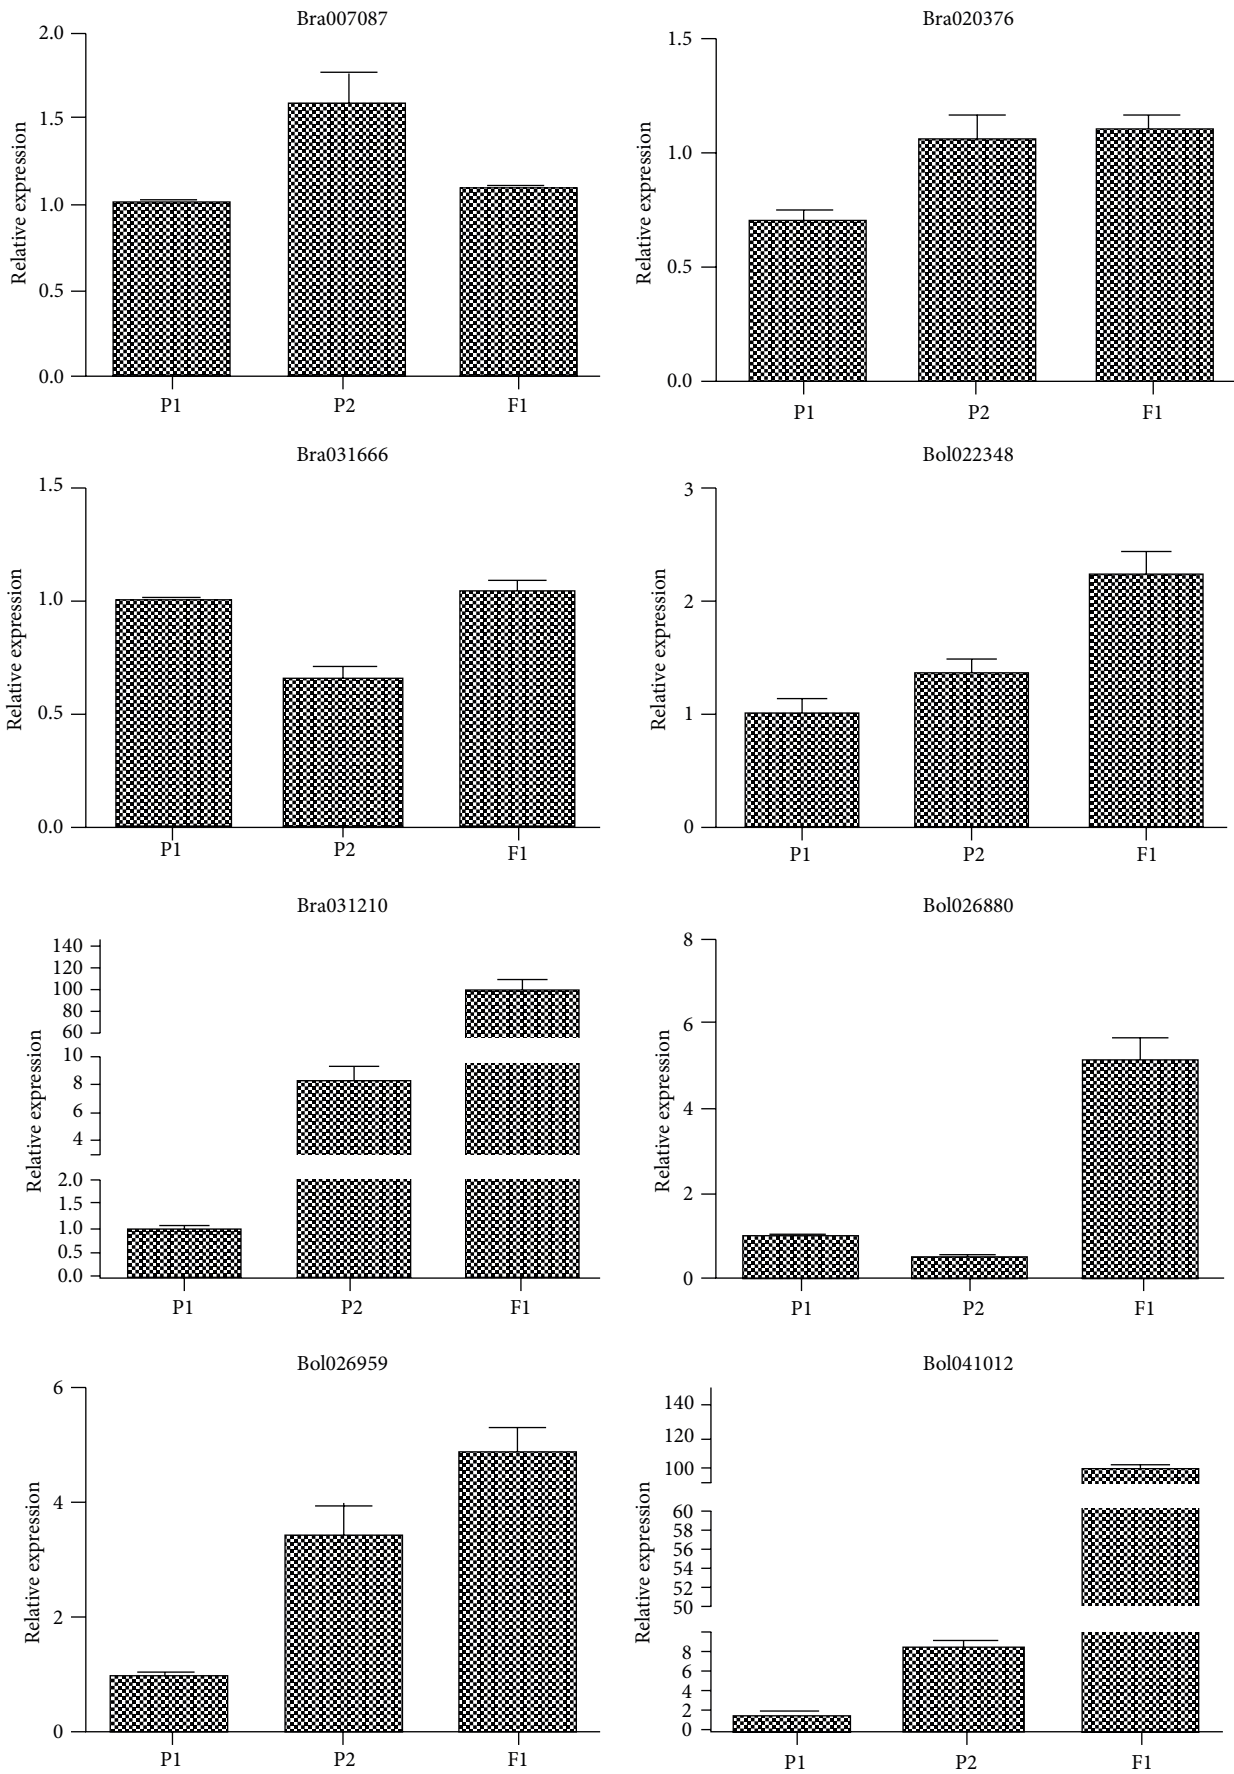 Bra007087
Relative expression
2.0
1.5
1.0
0.5
0.0
P1 P2 F1
Bra020376
Relative expression
1.5
1.0
0.5
0.0
P1 P2 F1
Bra031666
Relative expression
1.5
1.0
0.5
0.0
P1 P2 F1
Bol022348
Relative expression
3
2
1
0
P1 P2 F1
Bra031210
Relative expression
140
120
100
80
60
10
8
6
4
2.0
1.5
1.0
0.5
0.0
P1 P2 F1
Bol026880
Relative expression
8
6
4
2
0
P1 P2 F1
Bol026959
Relative expression
6
4
2
0
P1 P2 F1
Bol041012
Relative expression
140
120
100
60
58
56
54
52
50
8
6
4
2
0
P1 P2 F1